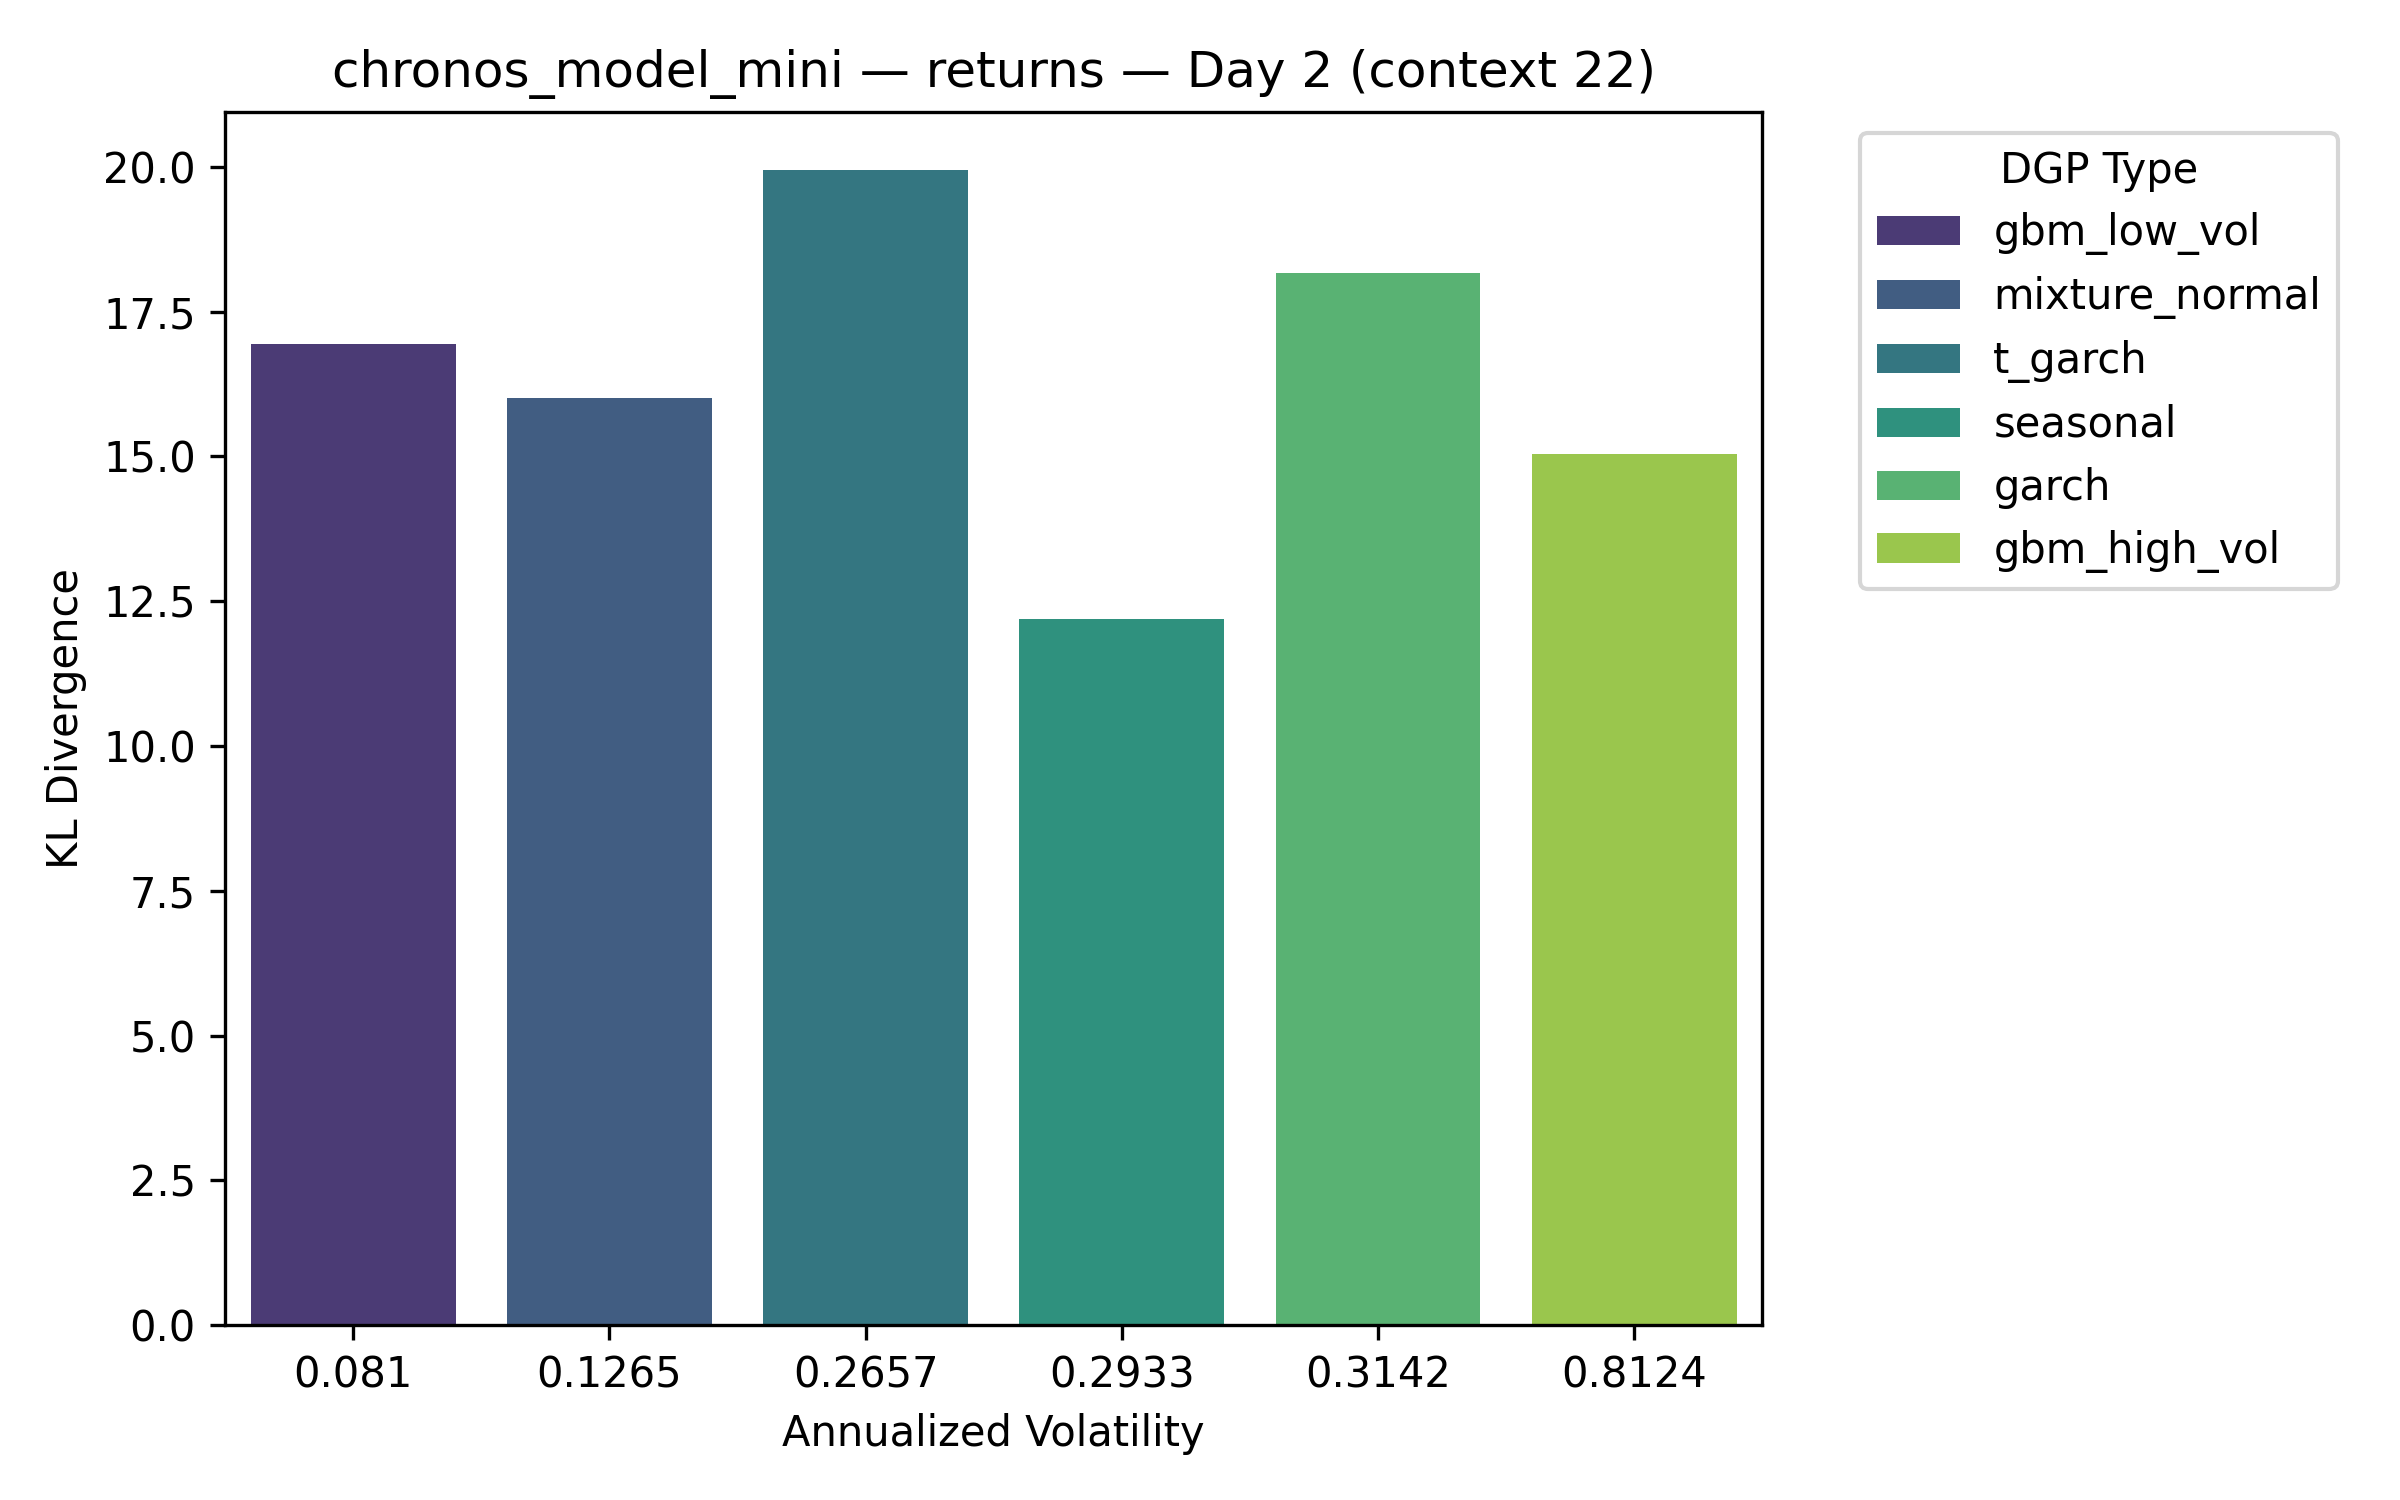 chronos_model_mini — returns — Day 2 (context 22)
KL Divergence
20.0
17.5
15.0
12.5
10.0
7.5
5.0
2.5
0.0
0.081
0.1265
0.2657
0.2933
0.3142
0.8124
Annualized Volatility
DGP Type
gbm_low_vol
mixture_normal
t_garch
seasonal
garch
gbm_high_vol